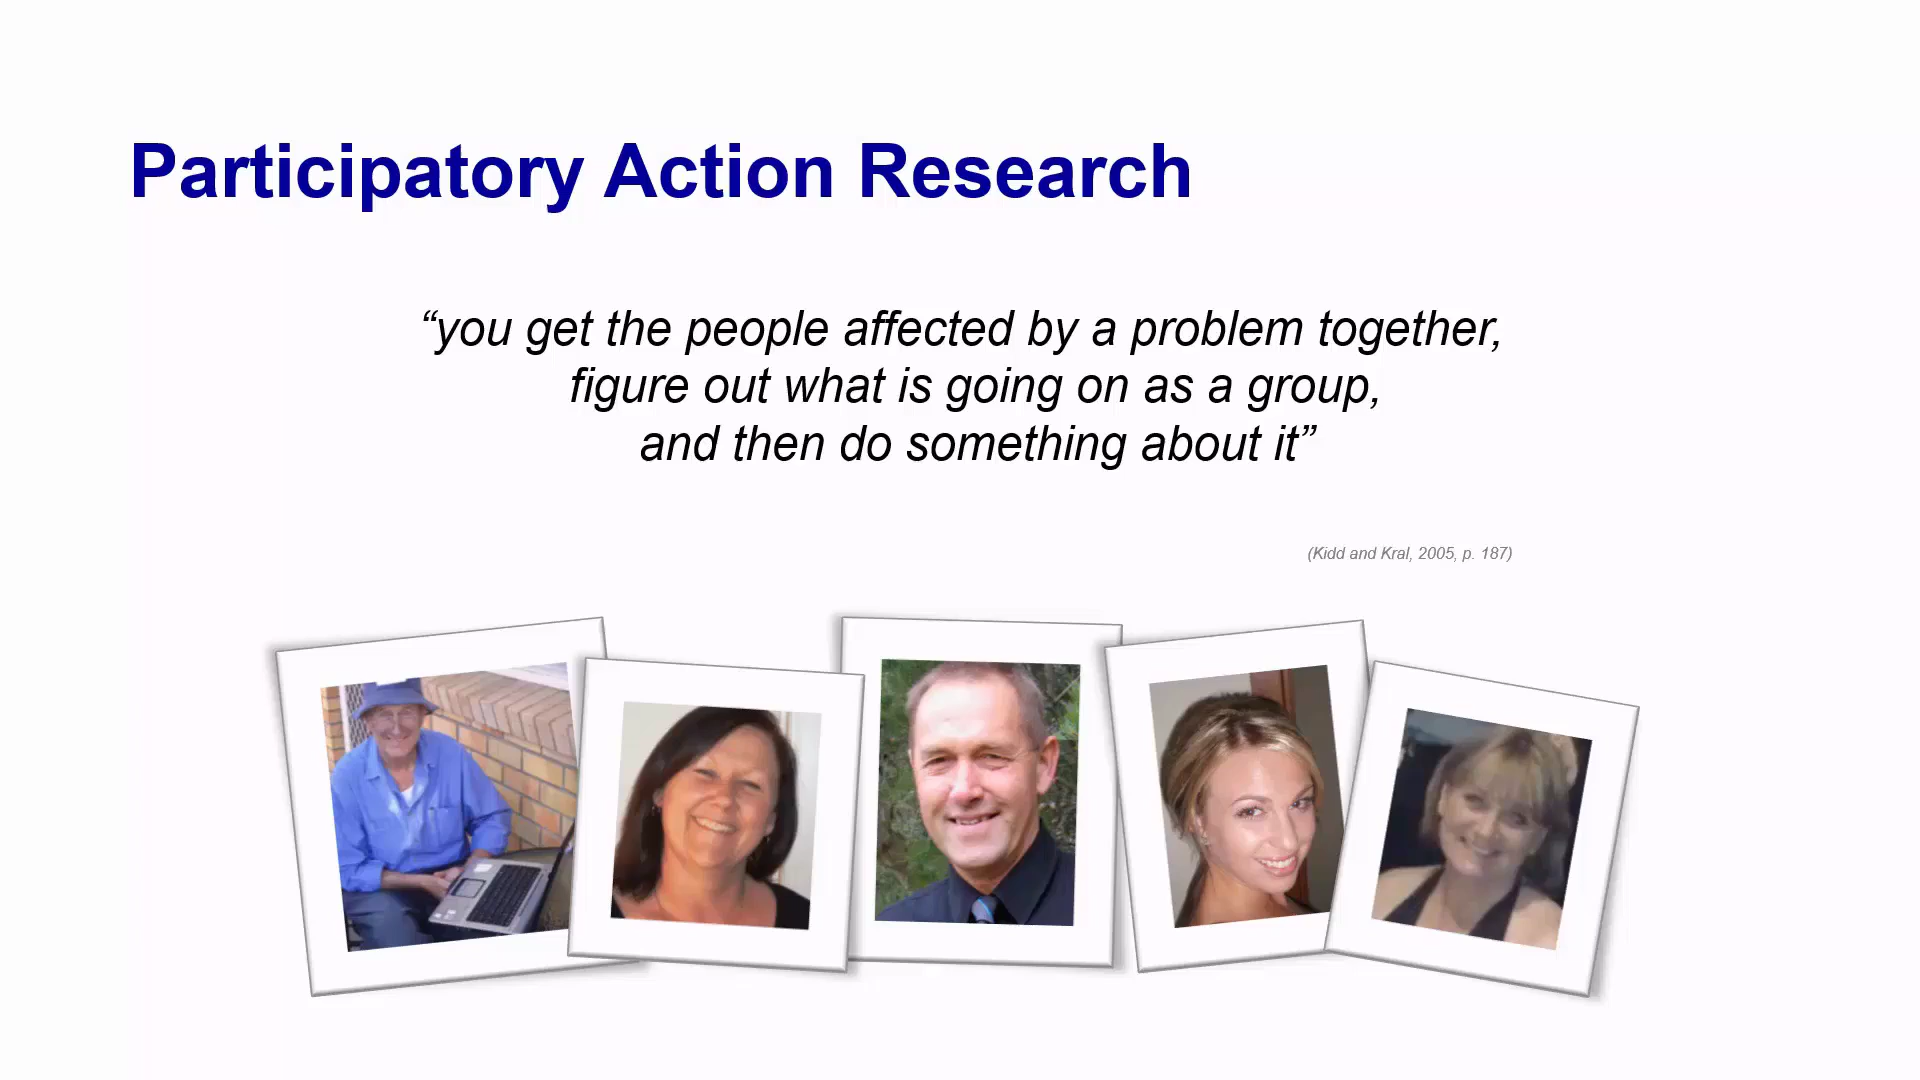 Participatory Action Research
“you get the people affected by a problem together,
figure out what is going on as a group,
and then do something about it”
(Kidd and Kral, 2005, p. 187)